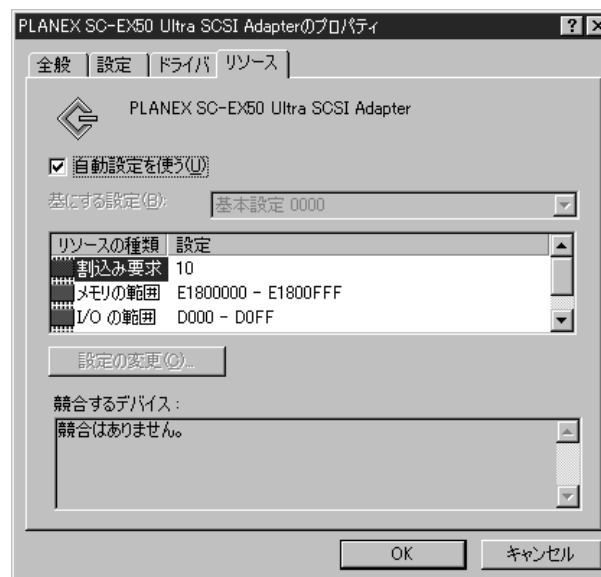 PLANEX SC-EX50 Ultra SCSI Adapterのプロパティ
全般 設定 ドライバ リソース
PLANEX SC-EX50 Ultra SCSI Adapter
自動設定を使う(U)
基にする設定(B): 基本設定 0000
リソースの種類 設定
割込み要求 10
メモリの範囲 E1800000 - E1800FFF
I/O の範囲 D000 - D0FF
設定の変更(C)...
競合するデバイス:
競合はありません。
OK キャンセル